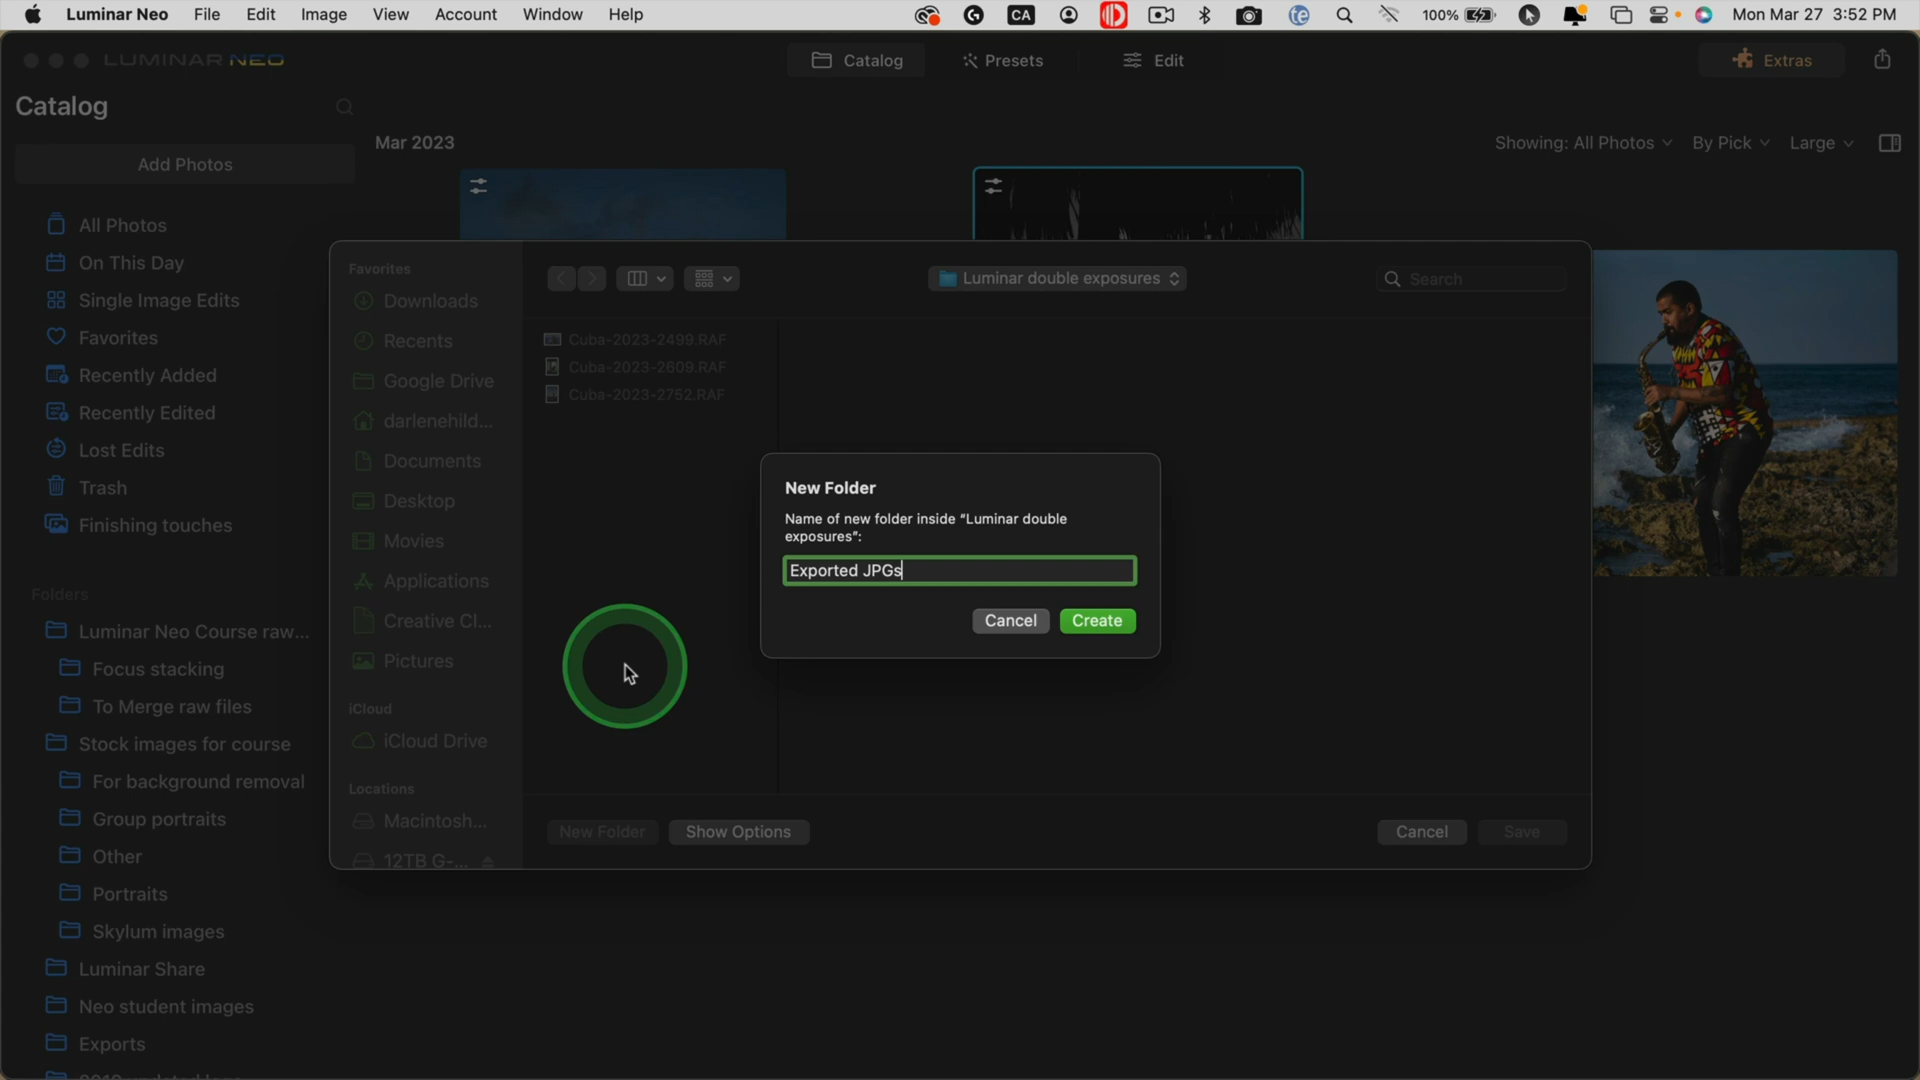 Luminar Neo File Edit Image View Account Window Help CA 100% Mon Mar 27 3:52 PM
LUMINAR NEO Catalog Presets Edit Extras
Catalog
Mar 2023 Showing: All Photos By Pick Large
Add Photos
All Photos
On This Day
Single Image Edits
Favorites
Recently Added
Recently Edited
Lost Edits
Trash
Finishing touches
Folders
Luminar Neo Course raw...
Focus stacking
To Merge raw files
Stock images for course
For background removal
Group portraits
Other
Portraits
Skylum images
Luminar Share
Neo student images
Exports
Favorites
Downloads
Recents
Google Drive
darlenehild...
Documents
Desktop
Movies
Applications
Creative Cl...
Pictures
iCloud
iCloud Drive
Locations
Macintosh...
12TB G-...
Luminar double exposures
Search
Cuba-2023-2499.RAF
Cuba-2023-2609.RAF
Cuba-2023-2752.RAF
New Folder
Name of new folder inside “Luminar double
exposures”:
Exported JPGs
Cancel Create
New Folder Show Options Cancel Save